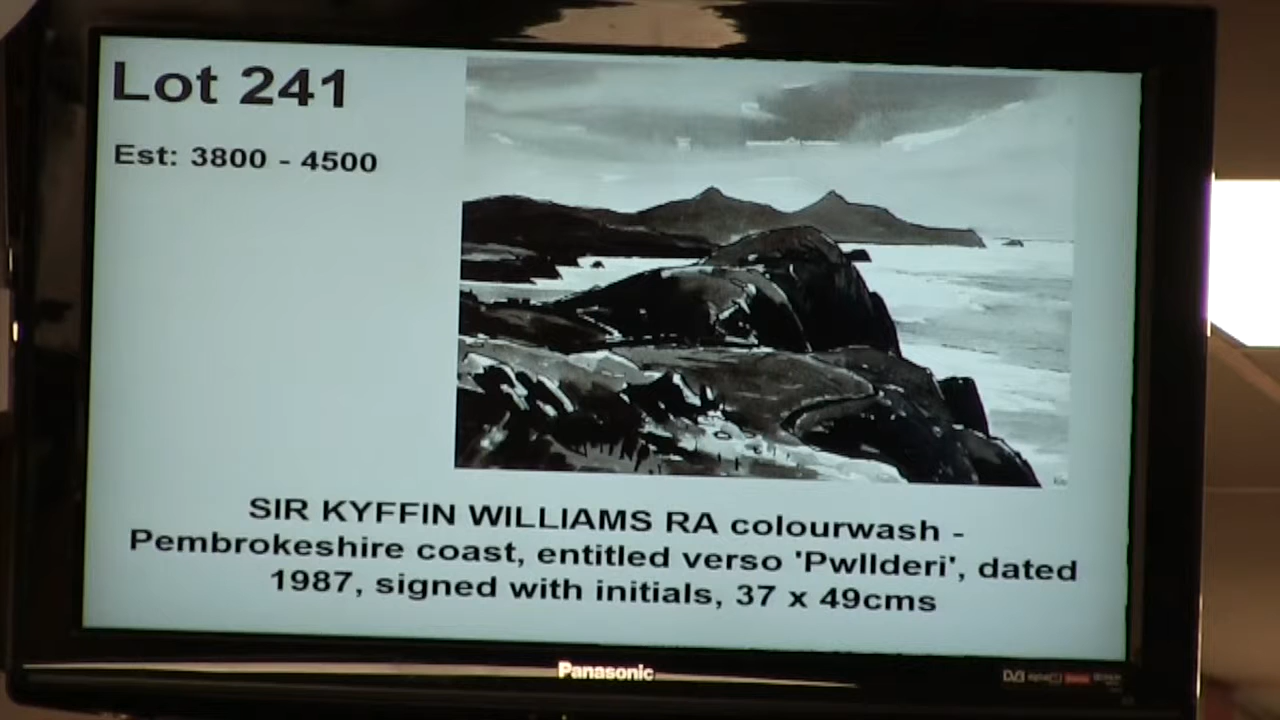 Lot 241
Est: 3800 - 4500
SIR KYFFIN WILLIAMS RA colourwash -
Pembrokeshire coast, entitled verso 'Pwllderi', dated
1987, signed with initials, 37 x 49cms
Panasonic
DVB